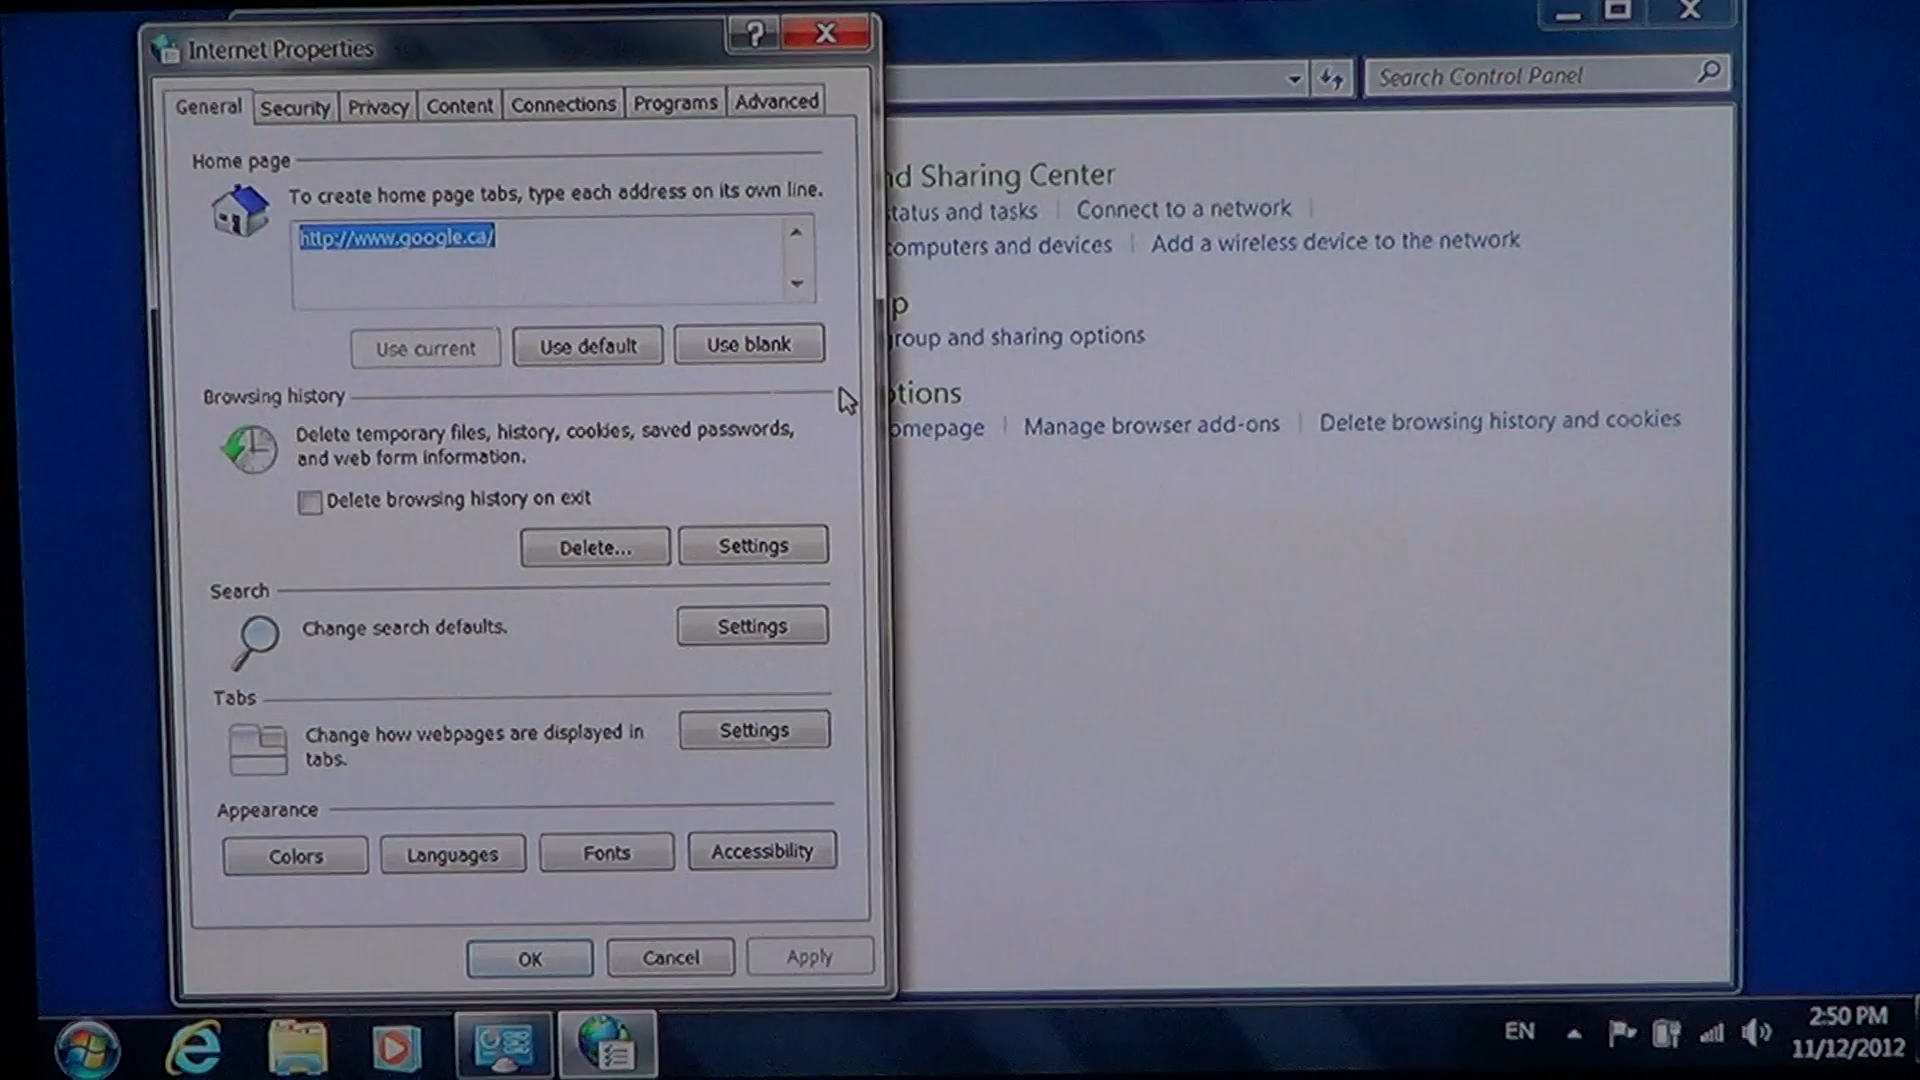 Internet Properties
?
X
General Security Privacy Content Connections Programs Advanced
Home page
To create home page tabs, type each address on its own line.
http://www.google.ca/
Use current Use default Use blank
Browsing history
Delete temporary files, history, cookies, saved passwords,
and web form information.
Delete browsing history on exit
Delete... Settings
Search
Change search defaults.
Settings
Tabs
Change how webpages are displayed in
tabs.
Settings
Appearance
Colors Languages Fonts Accessibility
OK Cancel Apply
Search Control Panel
d Sharing Center
tatus and tasks Connect to a network
omputers and devices Add a wireless device to the network
p
roup and sharing options
tions
omepage Manage browser add-ons Delete browsing history and cookies
EN
2:50 PM
11/12/2012